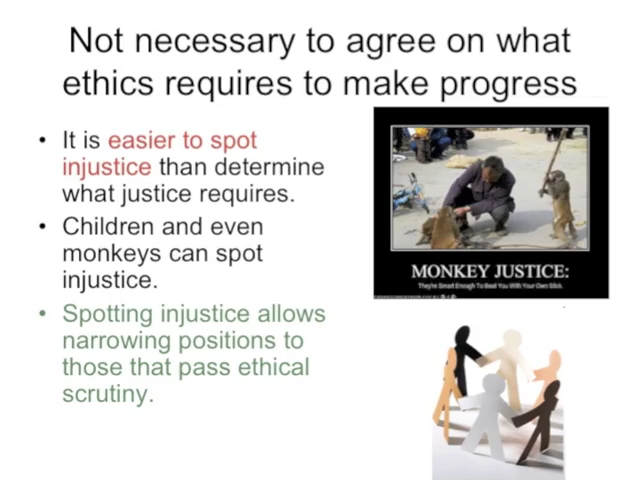 Not necessary to agree on what
ethics requires to make progress
• It is easier to spot
injustice than determine
what justice requires.
• Children and even
monkeys can spot
injustice.
• Spotting injustice allows
narrowing positions to
those that pass ethical
scrutiny.
MONKEY JUSTICE:
They're Smart Enough To Beat You With Your Own Stick.